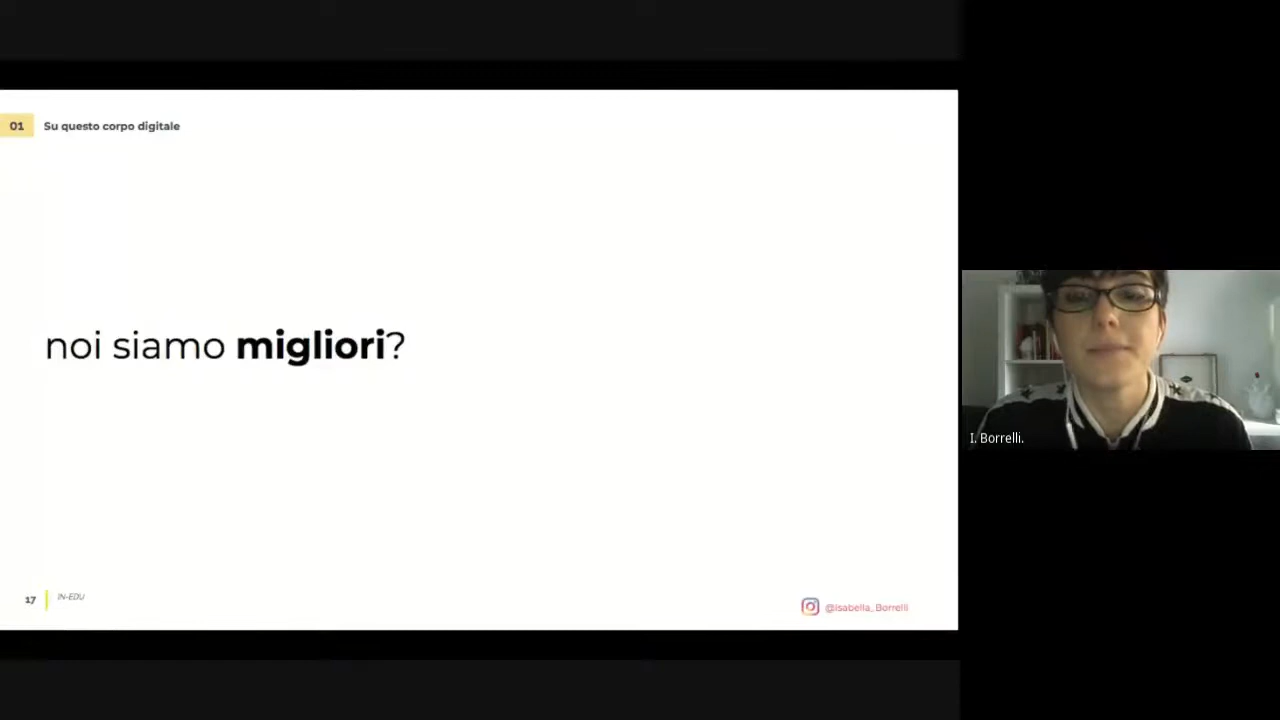 01 Su questo corpo digitale
noi siamo migliori?
I. Borrelli.
17 IN-EDU
@isabella_Borrelli